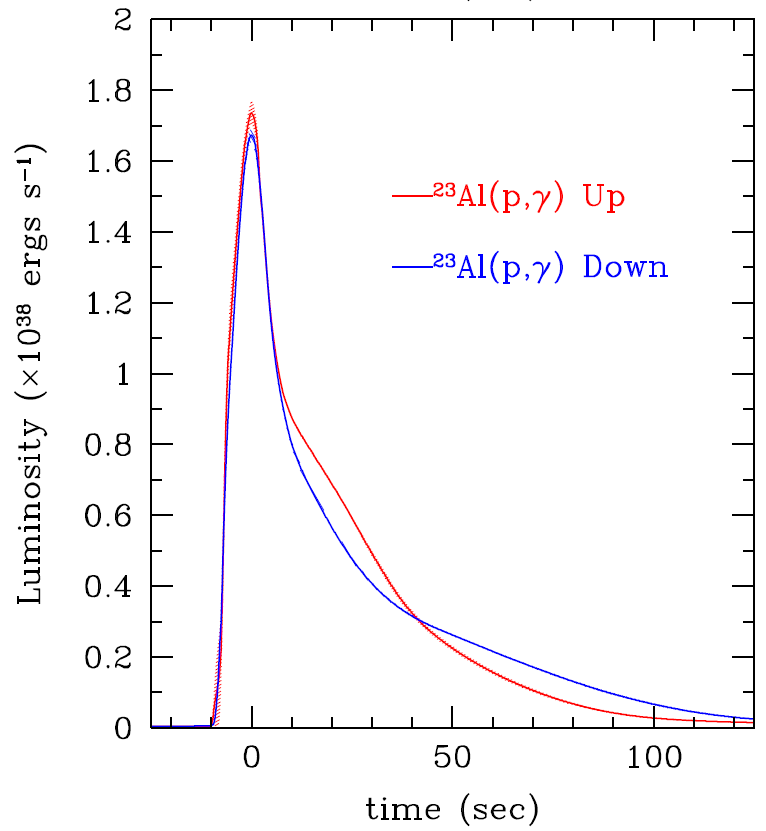 2
1.8
1.6
1.4
1.2
1
0.8
0.6
0.4
0.2
0
Luminosity (×10³⁸ ergs s⁻¹)
²³Al(p,γ) Up
²³Al(p,γ) Down
0 50 100
time (sec)